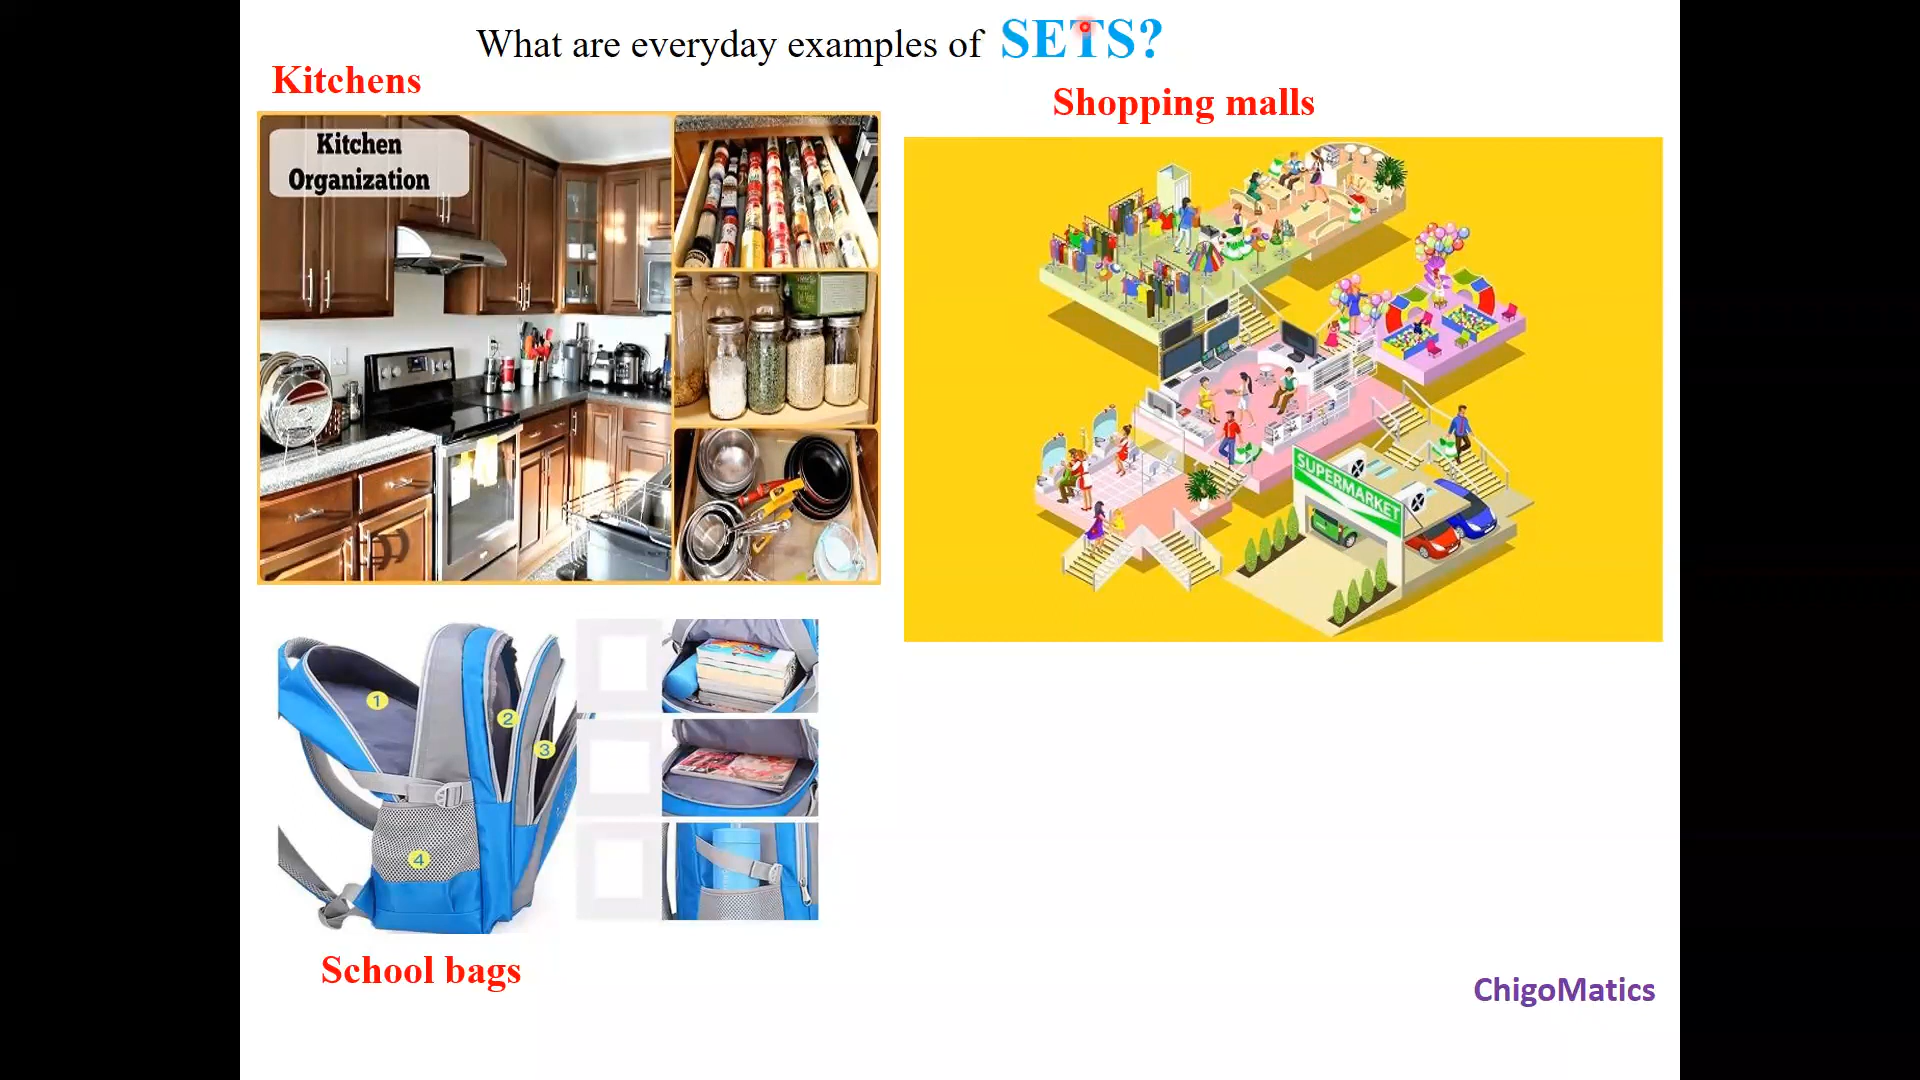 What are everyday examples of SETS?
Kitchens
Shopping malls
Kitchen
Organization
SUPERMARKET
1
2
3
4
School bags
ChigoMatics